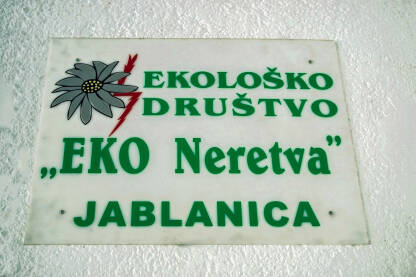 EKOLOŠKO
DRUŠTVO
„EKO Neretva”
JABLANICA